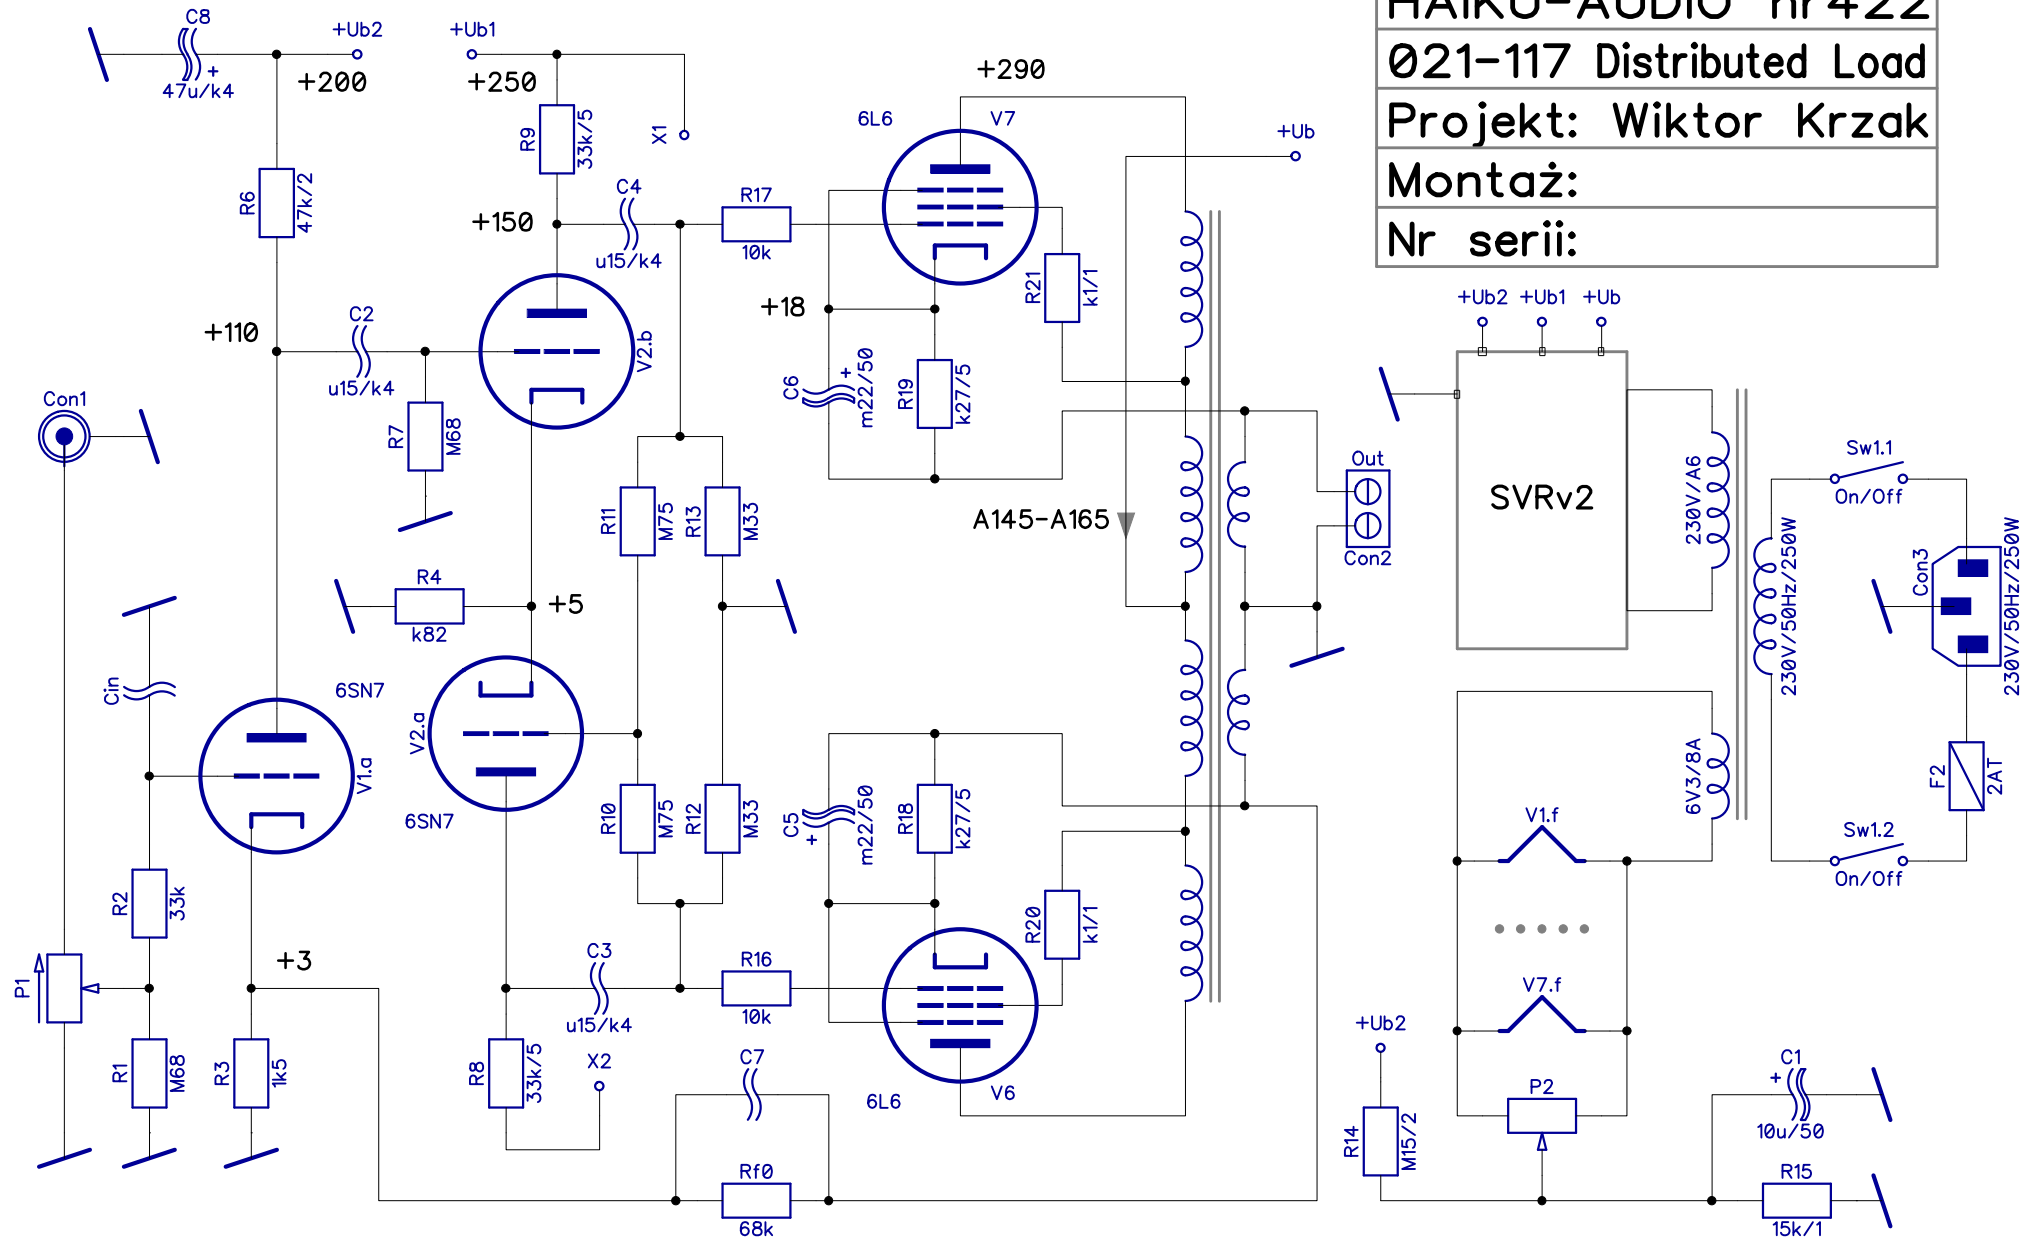 HAIKU-AUDIO nr422
021-117 Distributed Load
Projekt: Wiktor Krzak
Montaż:
Nr serii:
C8
47u/k4
+Ub2
+200
+Ub1
+250
R9
33k/5
X1
R6
47k/2
+150
C4
u15/k4
R17
10k
6L6
V7
+290
+Ub
R21
k1/1
+18
C6
m22/50
R19
k27/5
+110
C2
u15/k4
V2.b
R7
M68
Con1
R4
k82
+5
R11
M75
R13
M33
A145-A165
Out
Con2
Cin
6SN7
V1.a
V2.a
6SN7
R10
M75
R12
M33
C5
m22/50
R18
k27/5
R20
k1/1
R2
33k
P1
R1
M68
+3
R3
1k5
R8
33k/5
C3
u15/k4
X2
R16
10k
6L6
V6
C7
Rf0
68k
+Ub2 +Ub1 +Ub
SVRv2
230V/A6
230V/50Hz/250W
Sw1.1
On/Off
Con3
230V/50Hz/250W
6V3/8A
F2
2AT
Sw1.2
On/Off
V1.f
V7.f
P2
+Ub2
R14
M15/2
C1
10u/50
R15
15k/1